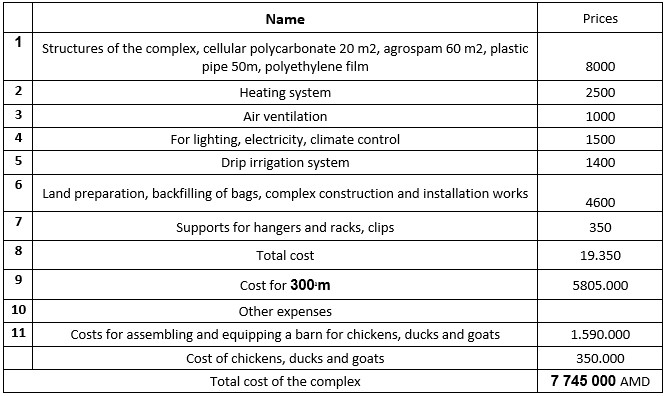 Name Prices
1 Structures of the complex, cellular polycarbonate 20 m2, agrospam 60 m2, plastic
pipe 50m, polyethylene film 8000
2 Heating system 2500
3 Air ventilation 1000
4 For lighting, electricity, climate control 1500
5 Drip irrigation system 1400
6 Land preparation, backfilling of bags, complex construction and installation works 4600
7 Supports for hangers and racks, clips 350
8 Total cost 19.350
9 Cost for 300·m 5805.000
10 Other expenses
11 Costs for assembling and equipping a barn for chickens, ducks and goats 1.590.000
Cost of chickens, ducks and goats 350.000
Total cost of the complex 7 745 000 AMD